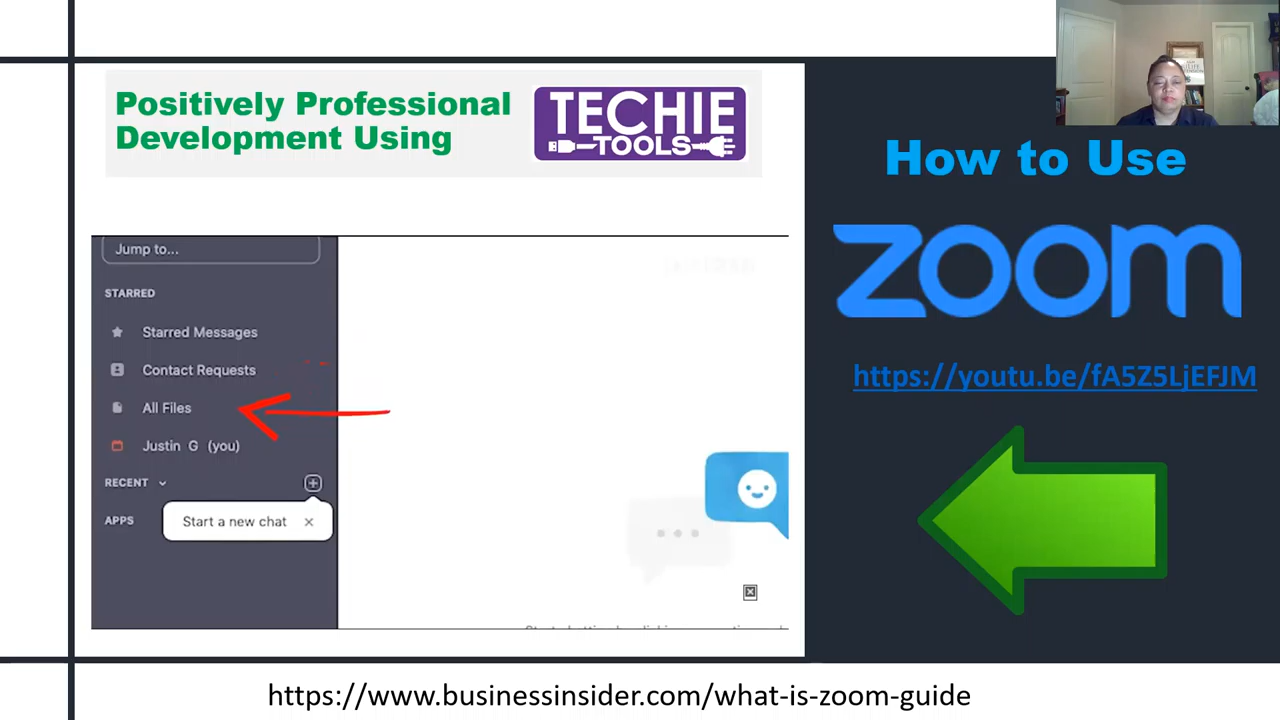 Positively Professional
Development Using
TECHIE
TOOLS
How to Use
zoom
https://youtu.be/fA5Z5LjEFJM
Jump to...
STARRED
Starred Messages
Contact Requests
All Files
Justin G (you)
RECENT
APPS
Start a new chat
https://www.businessinsider.com/what-is-zoom-guide